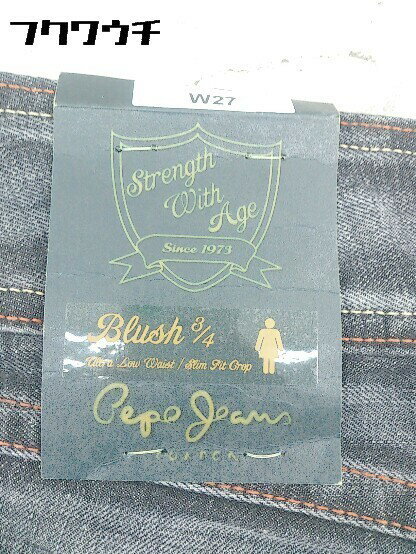 フクワウチ
W27
Strength
With
Age
Since 1973
Blush 3/4
Ultra Low Waist / Slim Fit Crop
Pepe Jeans
LONDON